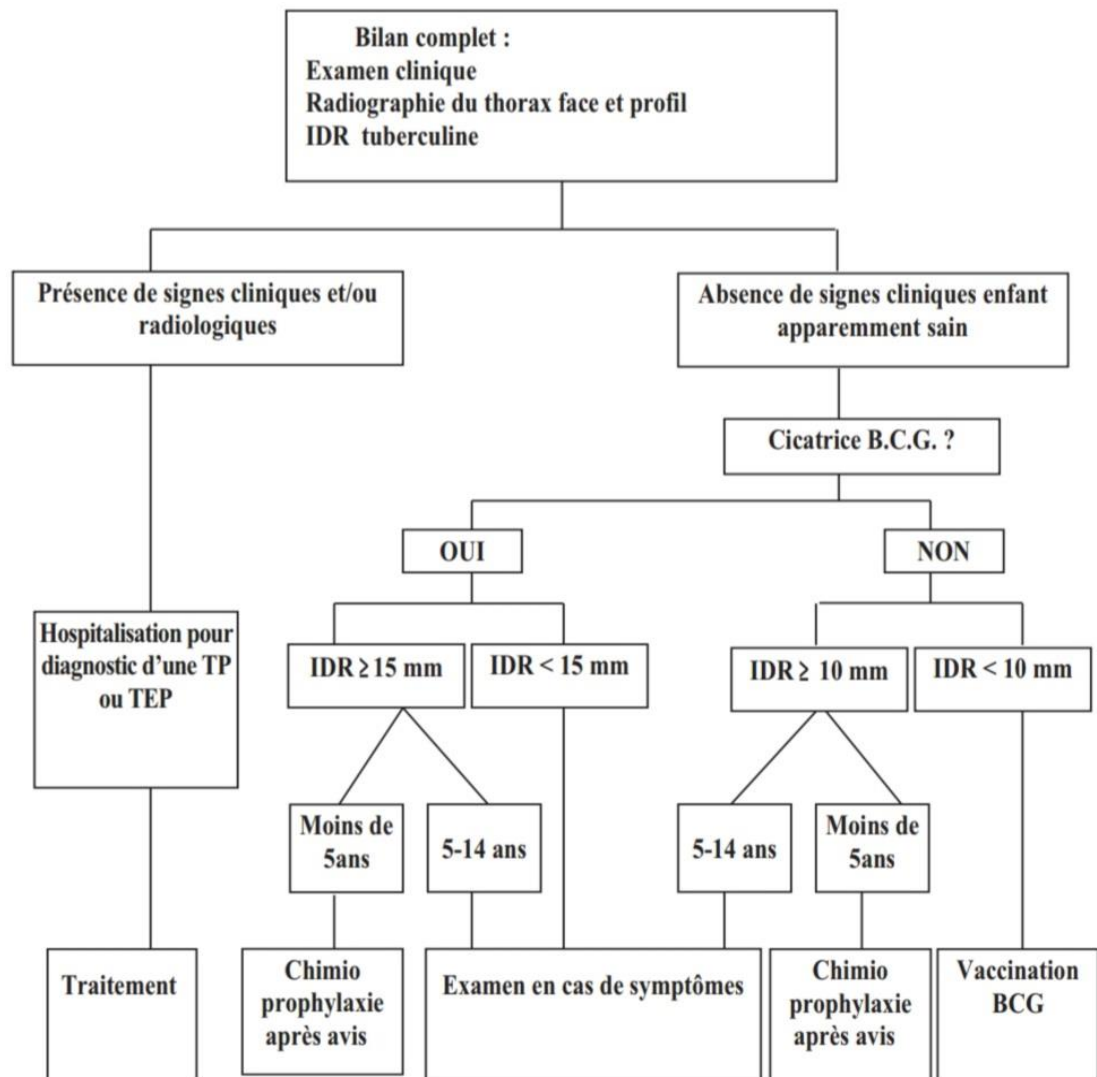 Bilan complet :
Examen clinique
Radiographie du thorax face et profil
IDR tuberculine
Présence de signes cliniques et/ou
radiologiques
Absence de signes cliniques enfant
apparemment sain
Cicatrice B.C.G. ?
OUI
NON
Hospitalisation pour
diagnostic d'une TP
ou TEP
IDR ≥ 15 mm
IDR < 15 mm
IDR ≥ 10 mm
IDR < 10 mm
Moins de
5ans
5-14 ans
5-14 ans
Moins de
5ans
Traitement
Chimio
prophylaxie
après avis
Examen en cas de symptômes
Chimio
prophylaxie
après avis
Vaccination
BCG